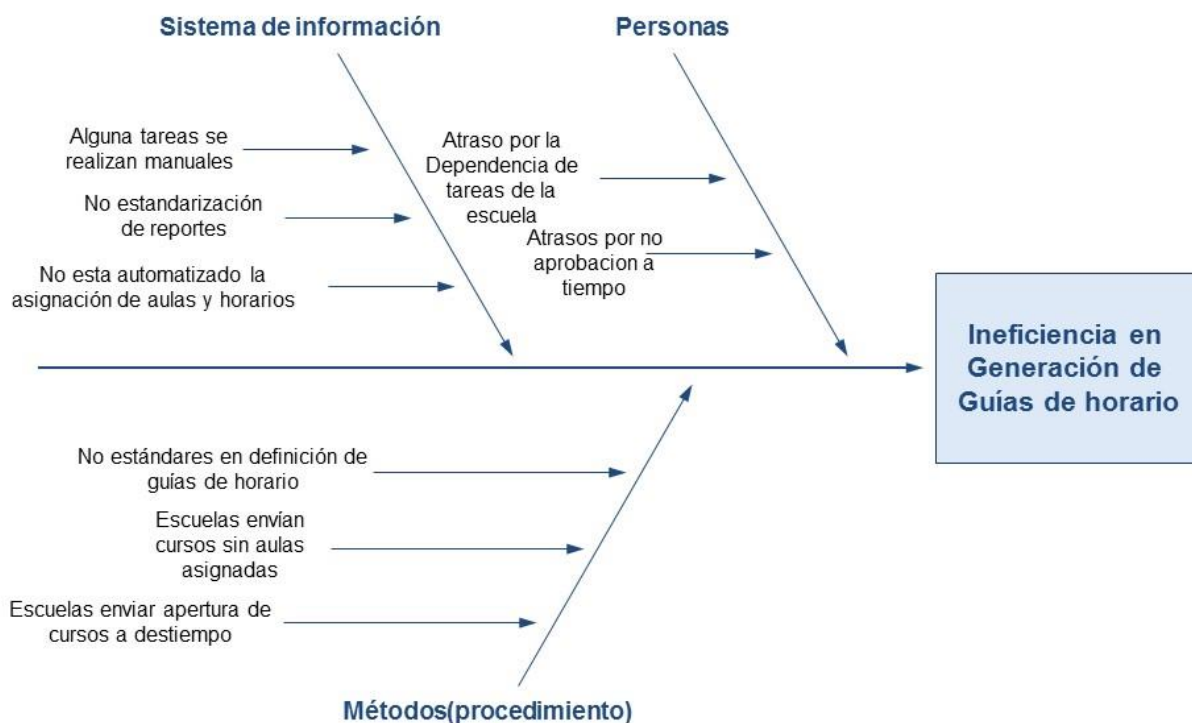 Sistema de información
Personas
Alguna tareas se
realizan manuales
No estandarización
de reportes
No esta automatizado la
asignación de aulas y horarios
Atraso por la
Dependencia de
tareas de la
escuela
Atrasos por no
aprobacion a
tiempo
Ineficiencia en
Generación de
Guías de horario
No estándares en definición de
guías de horario
Escuelas envían
cursos sin aulas
asignadas
Escuelas enviar apertura de
cursos a destiempo
Métodos(procedimiento)